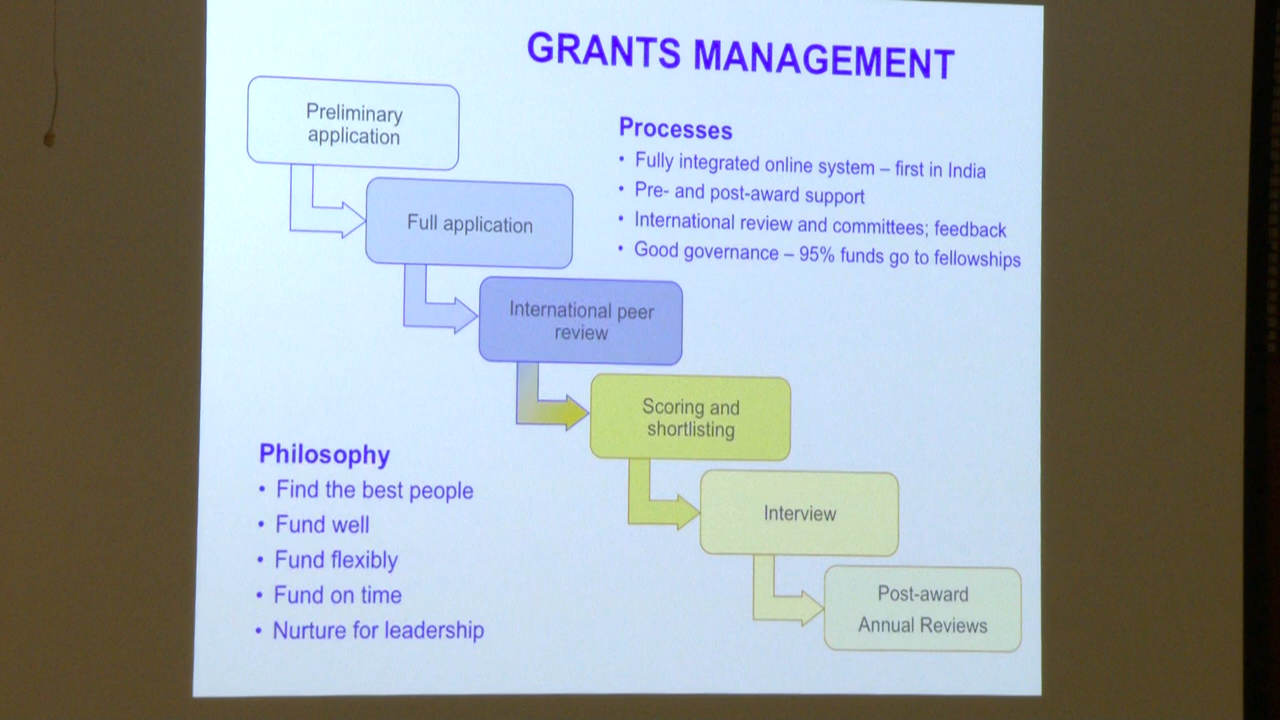 GRANTS MANAGEMENT
Preliminary
application
Full application
International peer
review
Scoring and
shortlisting
Interview
Post-award
Annual Reviews
Processes
• Fully integrated online system – first in India
• Pre- and post-award support
• International review and committees; feedback
• Good governance – 95% funds go to fellowships
Philosophy
• Find the best people
• Fund well
• Fund flexibly
• Fund on time
• Nurture for leadership